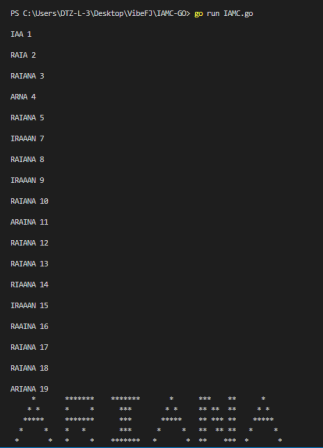 PS C:\Users\DTZ-L-3\Desktop\VibeFJ\IAMC-GO> go run IAMC.go
IAA 1
RAIA 2
RAIANA 3
ARNA 4
RAIANA 5
IRAAAN 7
RAIANA 8
IRAAAN 9
RAIANA 10
ARAINA 11
RAIANA 12
RAIANA 13
RIAANA 14
IRAAAN 15
RAAINA 16
RAIANA 17
RAIANA 18
ARIANA 19